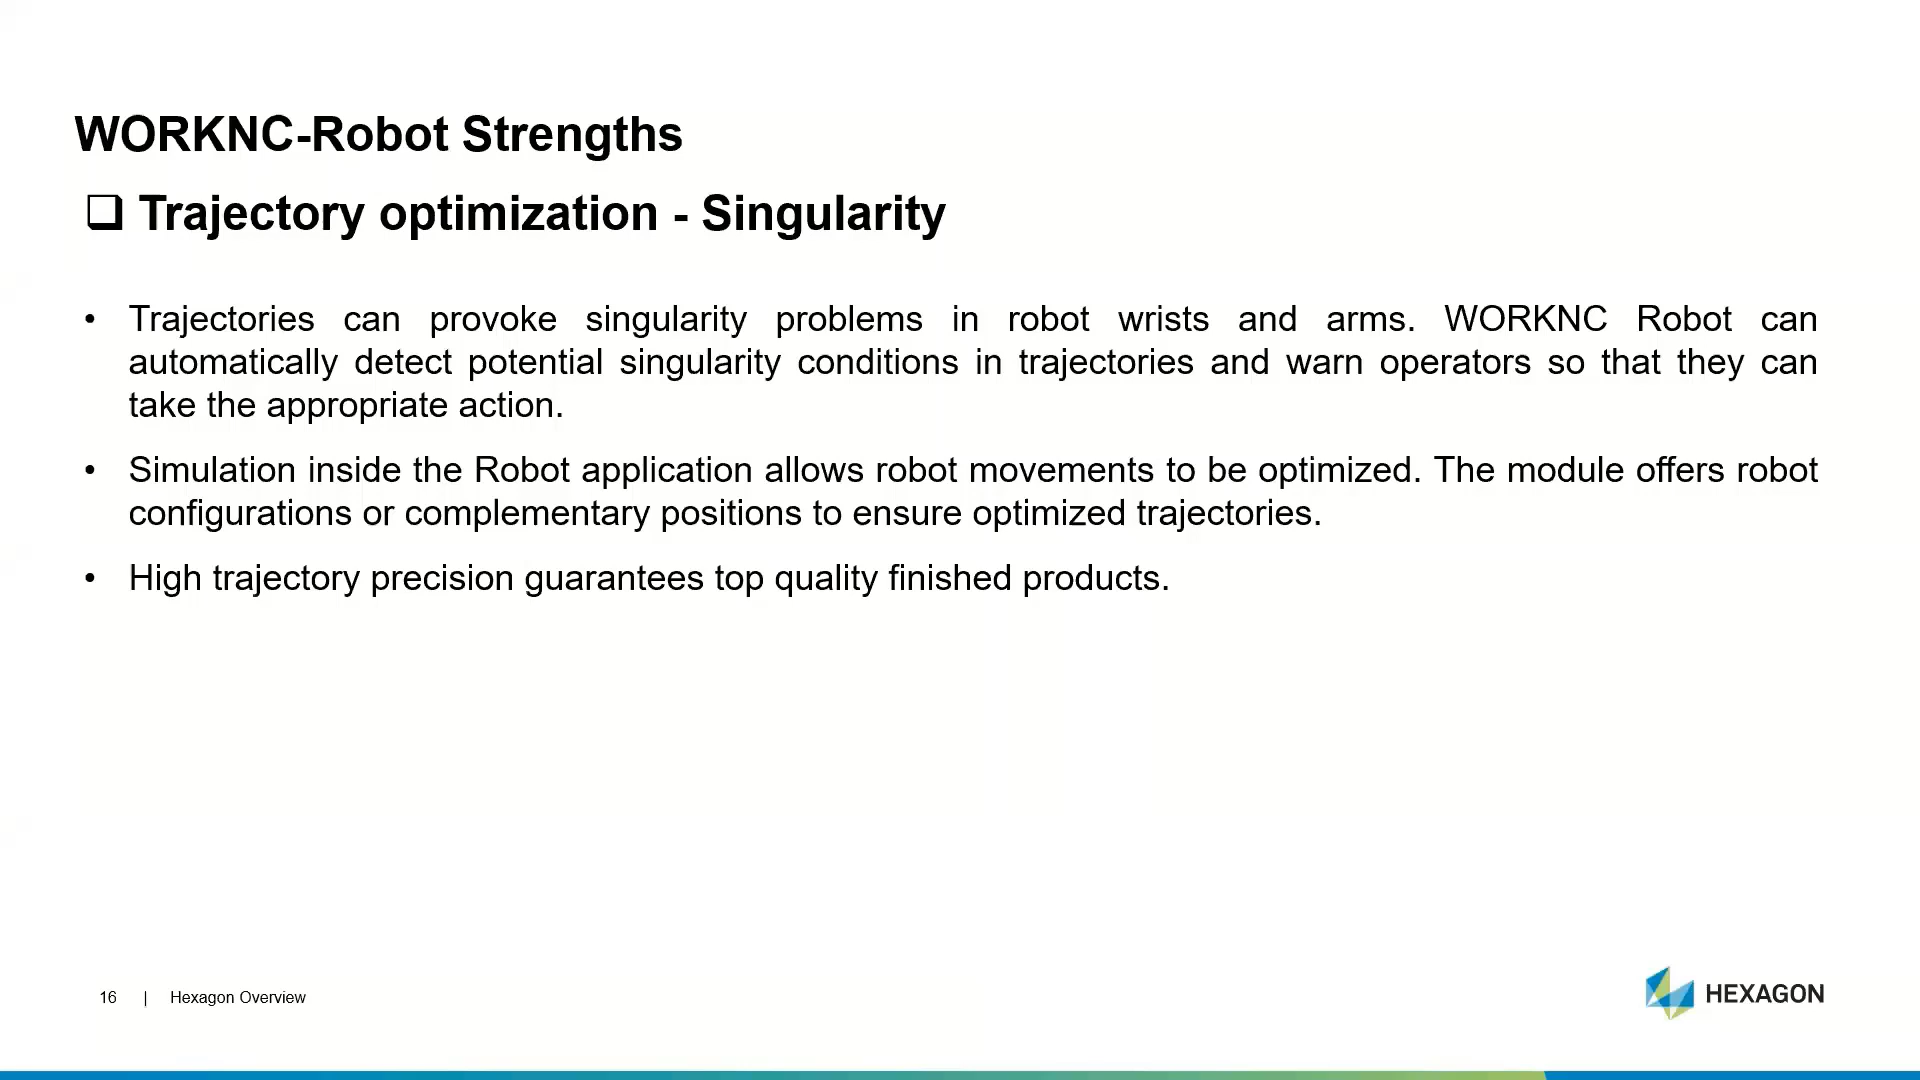 WORKNC-Robot Strengths
❑ Trajectory optimization - Singularity
• Trajectories can provoke singularity problems in robot wrists and arms. WORKNC Robot can
automatically detect potential singularity conditions in trajectories and warn operators so that they can
take the appropriate action.
• Simulation inside the Robot application allows robot movements to be optimized. The module offers robot
configurations or complementary positions to ensure optimized trajectories.
• High trajectory precision guarantees top quality finished products.
16 | Hexagon Overview
HEXAGON